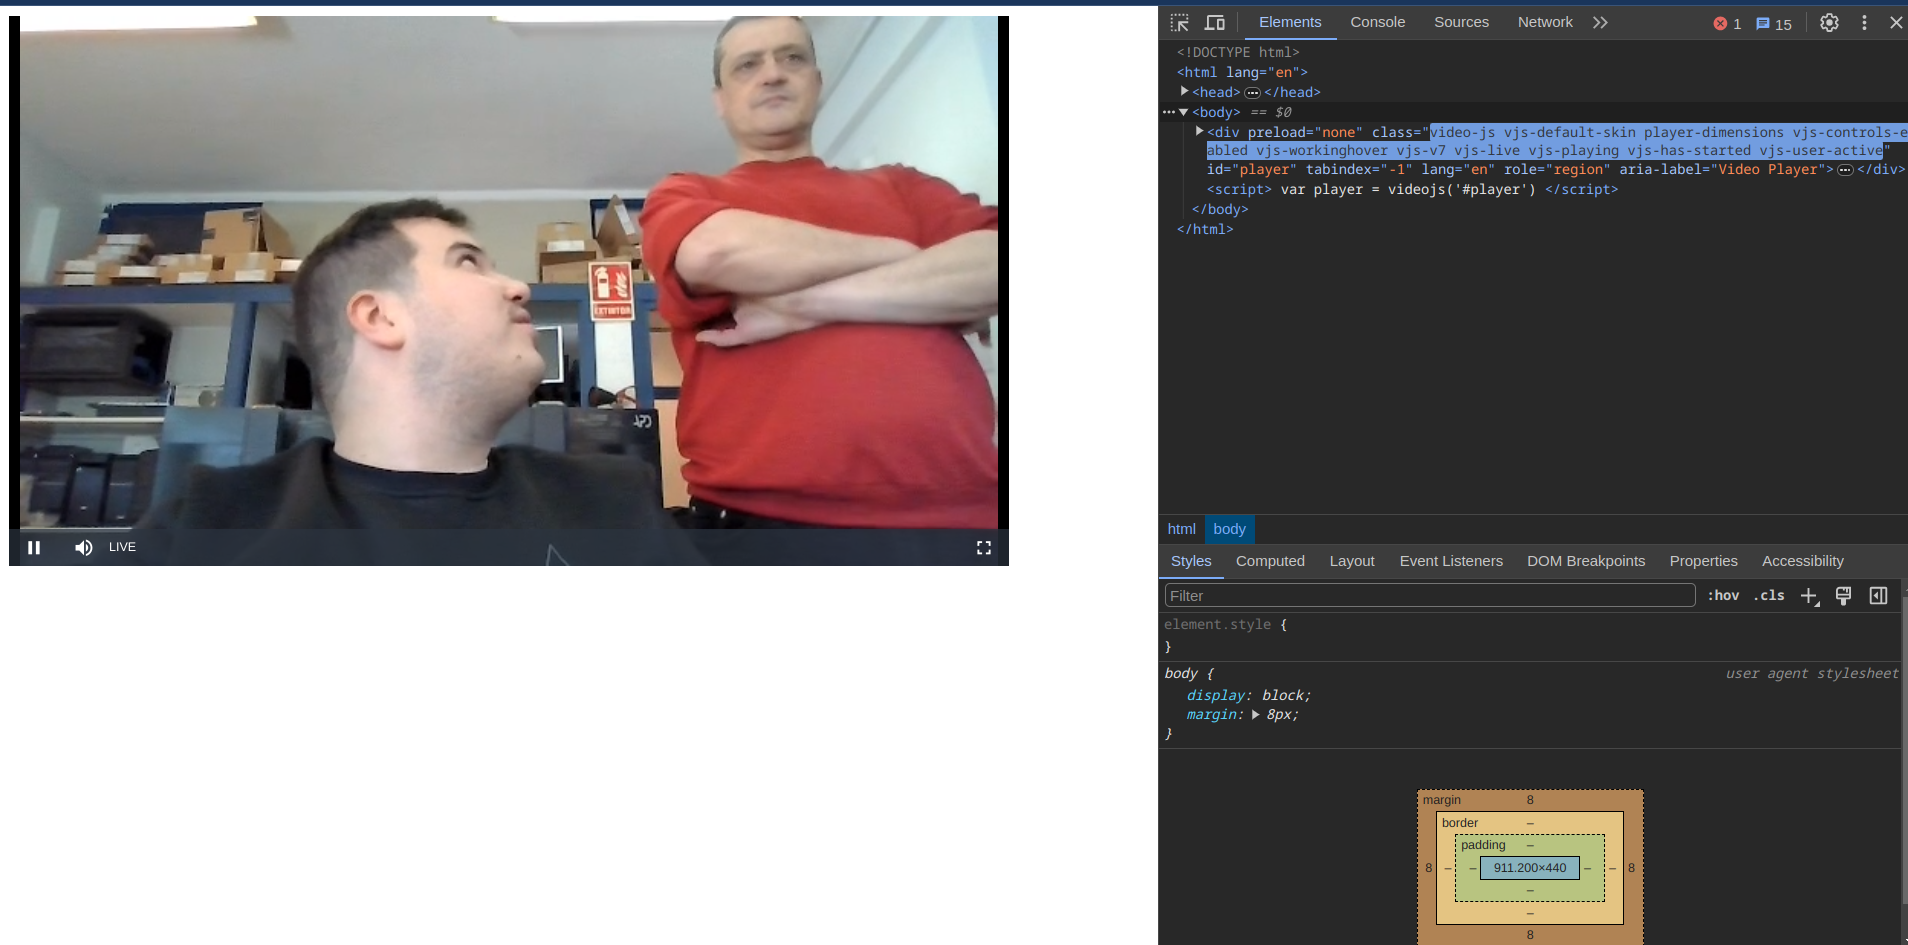 EXTINTOR
LIVE
Elements Console Sources Network 1 15
<!DOCTYPE html>
<html lang="en">
<head> ··· </head>
··· <body> == $0
<div preload="none" class="video-js vjs-default-skin player-dimensions vjs-controls-e
abled vjs-workinghover vjs-v7 vjs-live vjs-playing vjs-has-started vjs-user-active"
id="player" tabindex="-1" lang="en" role="region" aria-label="Video Player"> ··· </div>
<script> var player = videojs('#player') </script>
</body>
</html>
html body
Styles Computed Layout Event Listeners DOM Breakpoints Properties Accessibility
Filter :hov .cls
element.style {
}
body { user agent stylesheet
display: block;
margin: 8px;
}
margin 8
border –
padding –
8 – – 911.200×440 – – 8
–
–
8